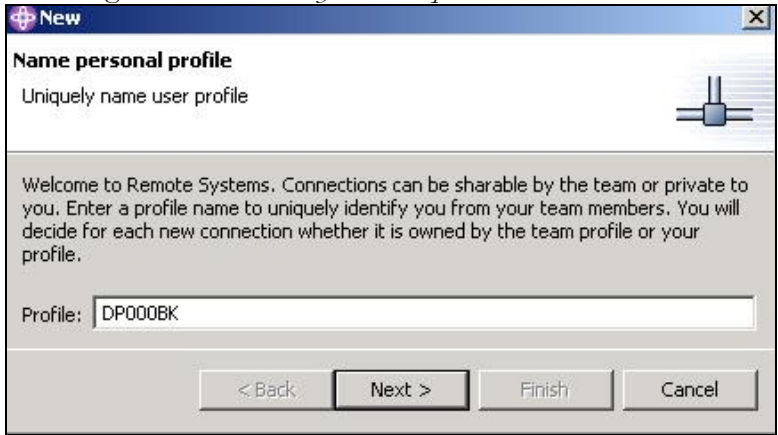 New
Name personal profile
Uniquely name user profile
Welcome to Remote Systems. Connections can be sharable by the team or private to
you. Enter a profile name to uniquely identify you from your team members. You will
decide for each new connection whether it is owned by the team profile or your
profile.
Profile: DP000BK
< Back Next > Finish Cancel